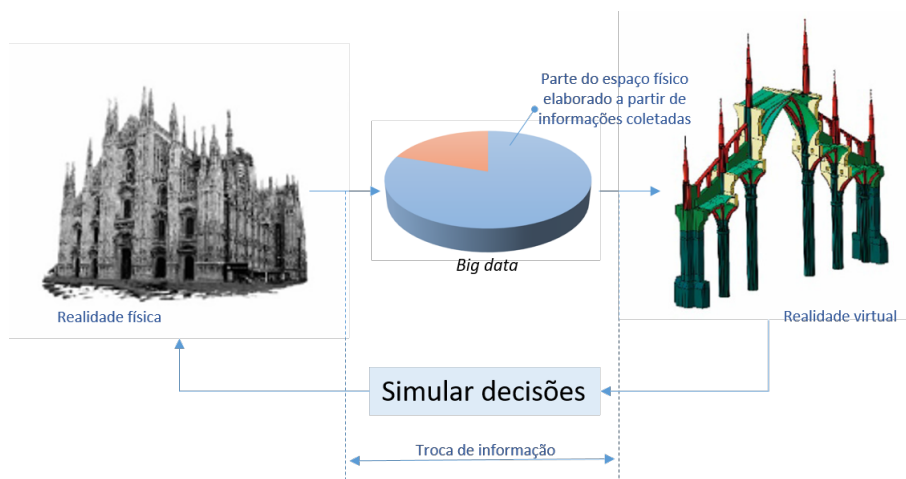 Parte do espaço físico
elaborado a partir de
informações coletadas
Big data
Realidade física
Realidade virtual
Simular decisões
Troca de informação